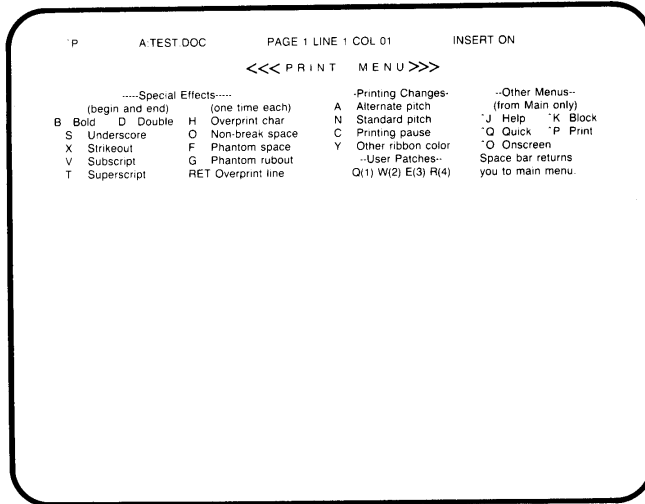 ^P A:TEST.DOC PAGE 1 LINE 1 COL 01 INSERT ON
<<< PRINT MENU >>>
-----Special Effects----- -Printing Changes- --Other Menus--
(begin and end) (one time each) A Alternate pitch (from Main only)
B Bold D Double H Overprint char N Standard pitch ^J Help ^K Block
S Underscore O Non-break space C Printing pause ^Q Quick ^P Print
X Strikeout F Phantom space Y Other ribbon color ^O Onscreen
V Subscript G Phantom rubout --User Patches-- Space bar returns
T Superscript RET Overprint line Q(1) W(2) E(3) R(4) you to main menu.